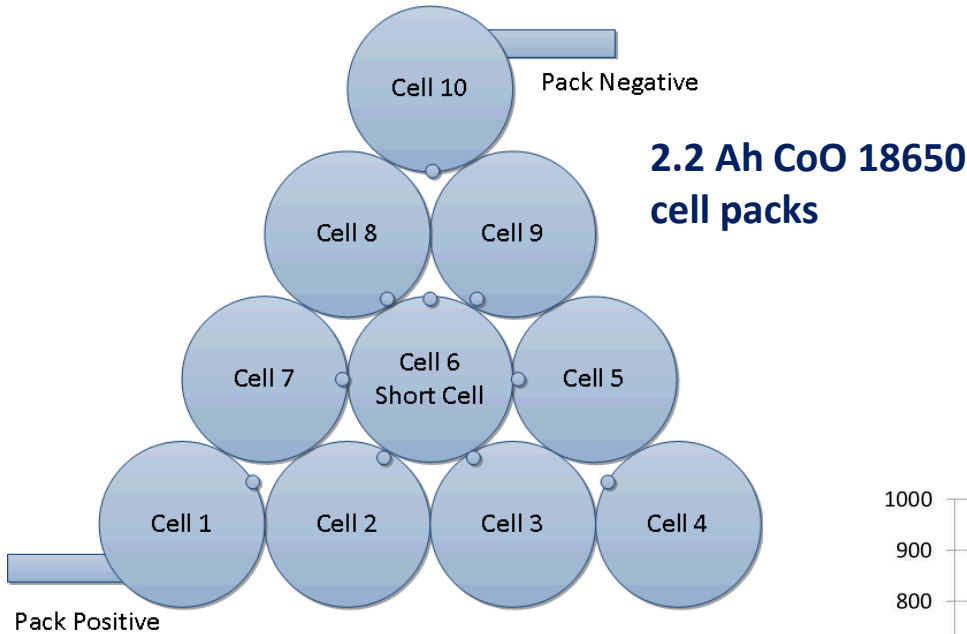 Cell 10
Pack Negative
2.2 Ah CoO 18650
cell packs
Cell 8
Cell 9
Cell 7
Cell 6
Short Cell
Cell 5
Cell 1
Cell 2
Cell 3
Cell 4
Pack Positive
1000
900
800